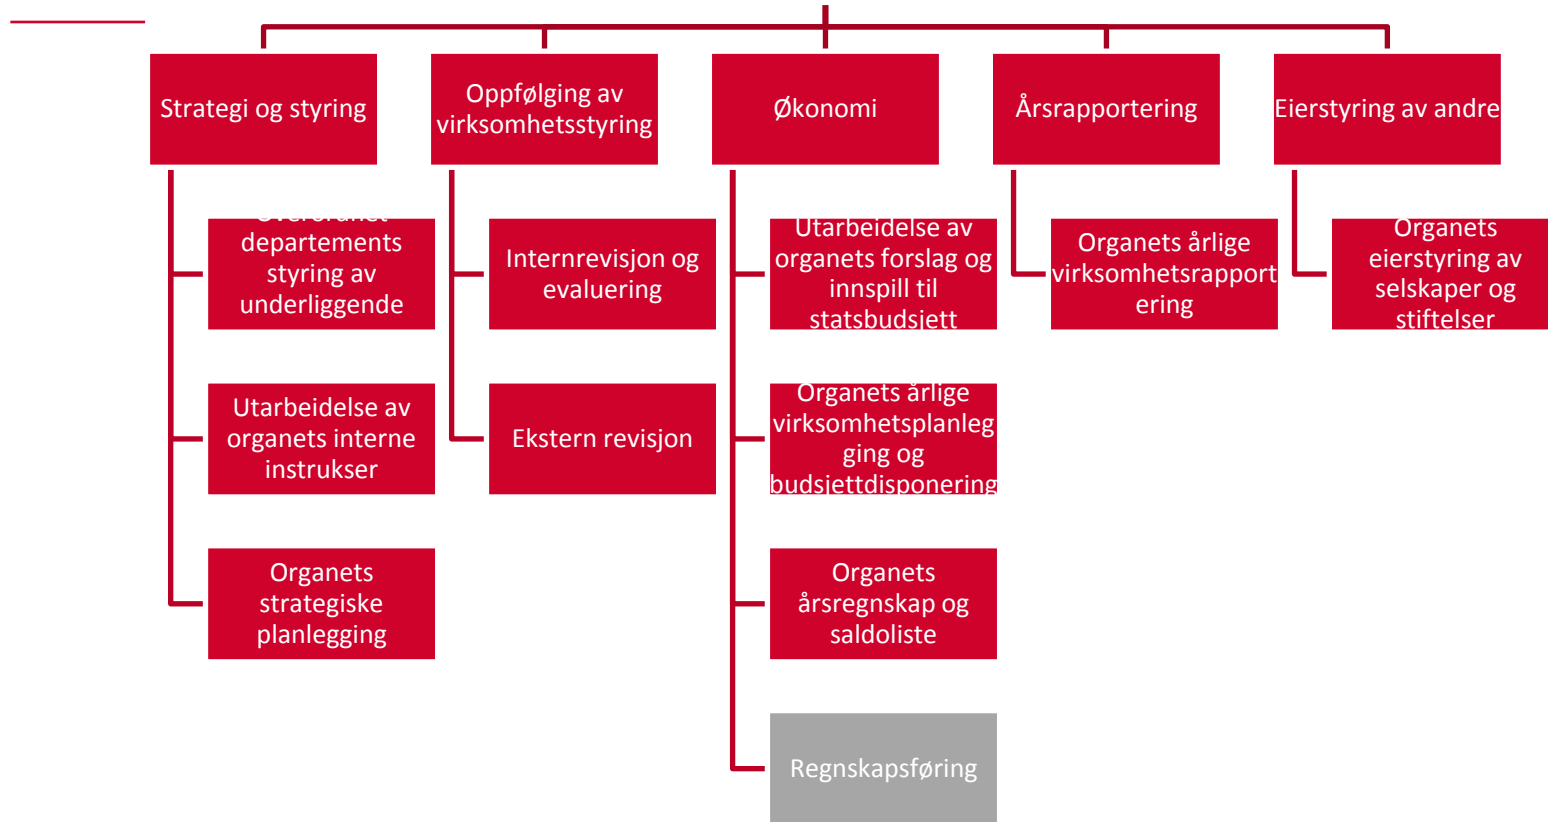 Strategi og styring
Oppfølging av
virksomhetsstyring
Økonomi
Årsrapportering
Eierstyring av andre
Overordnet
departements
styring av
underliggende
Utarbeidelse av
organets interne
instrukser
Organets
strategiske
planlegging
Internrevisjon og
evaluering
Ekstern revisjon
Utarbeidelse av
organets forslag og
innspill til
statsbudsjett
Organets årlige
virksomhetsplanleg
ging og
budsjettdisponering
Organets
årsregnskap og
saldoliste
Regnskapsføring
Organets årlige
virksomhetsrapport
ering
Organets
eierstyring av
selskaper og
stiftelser